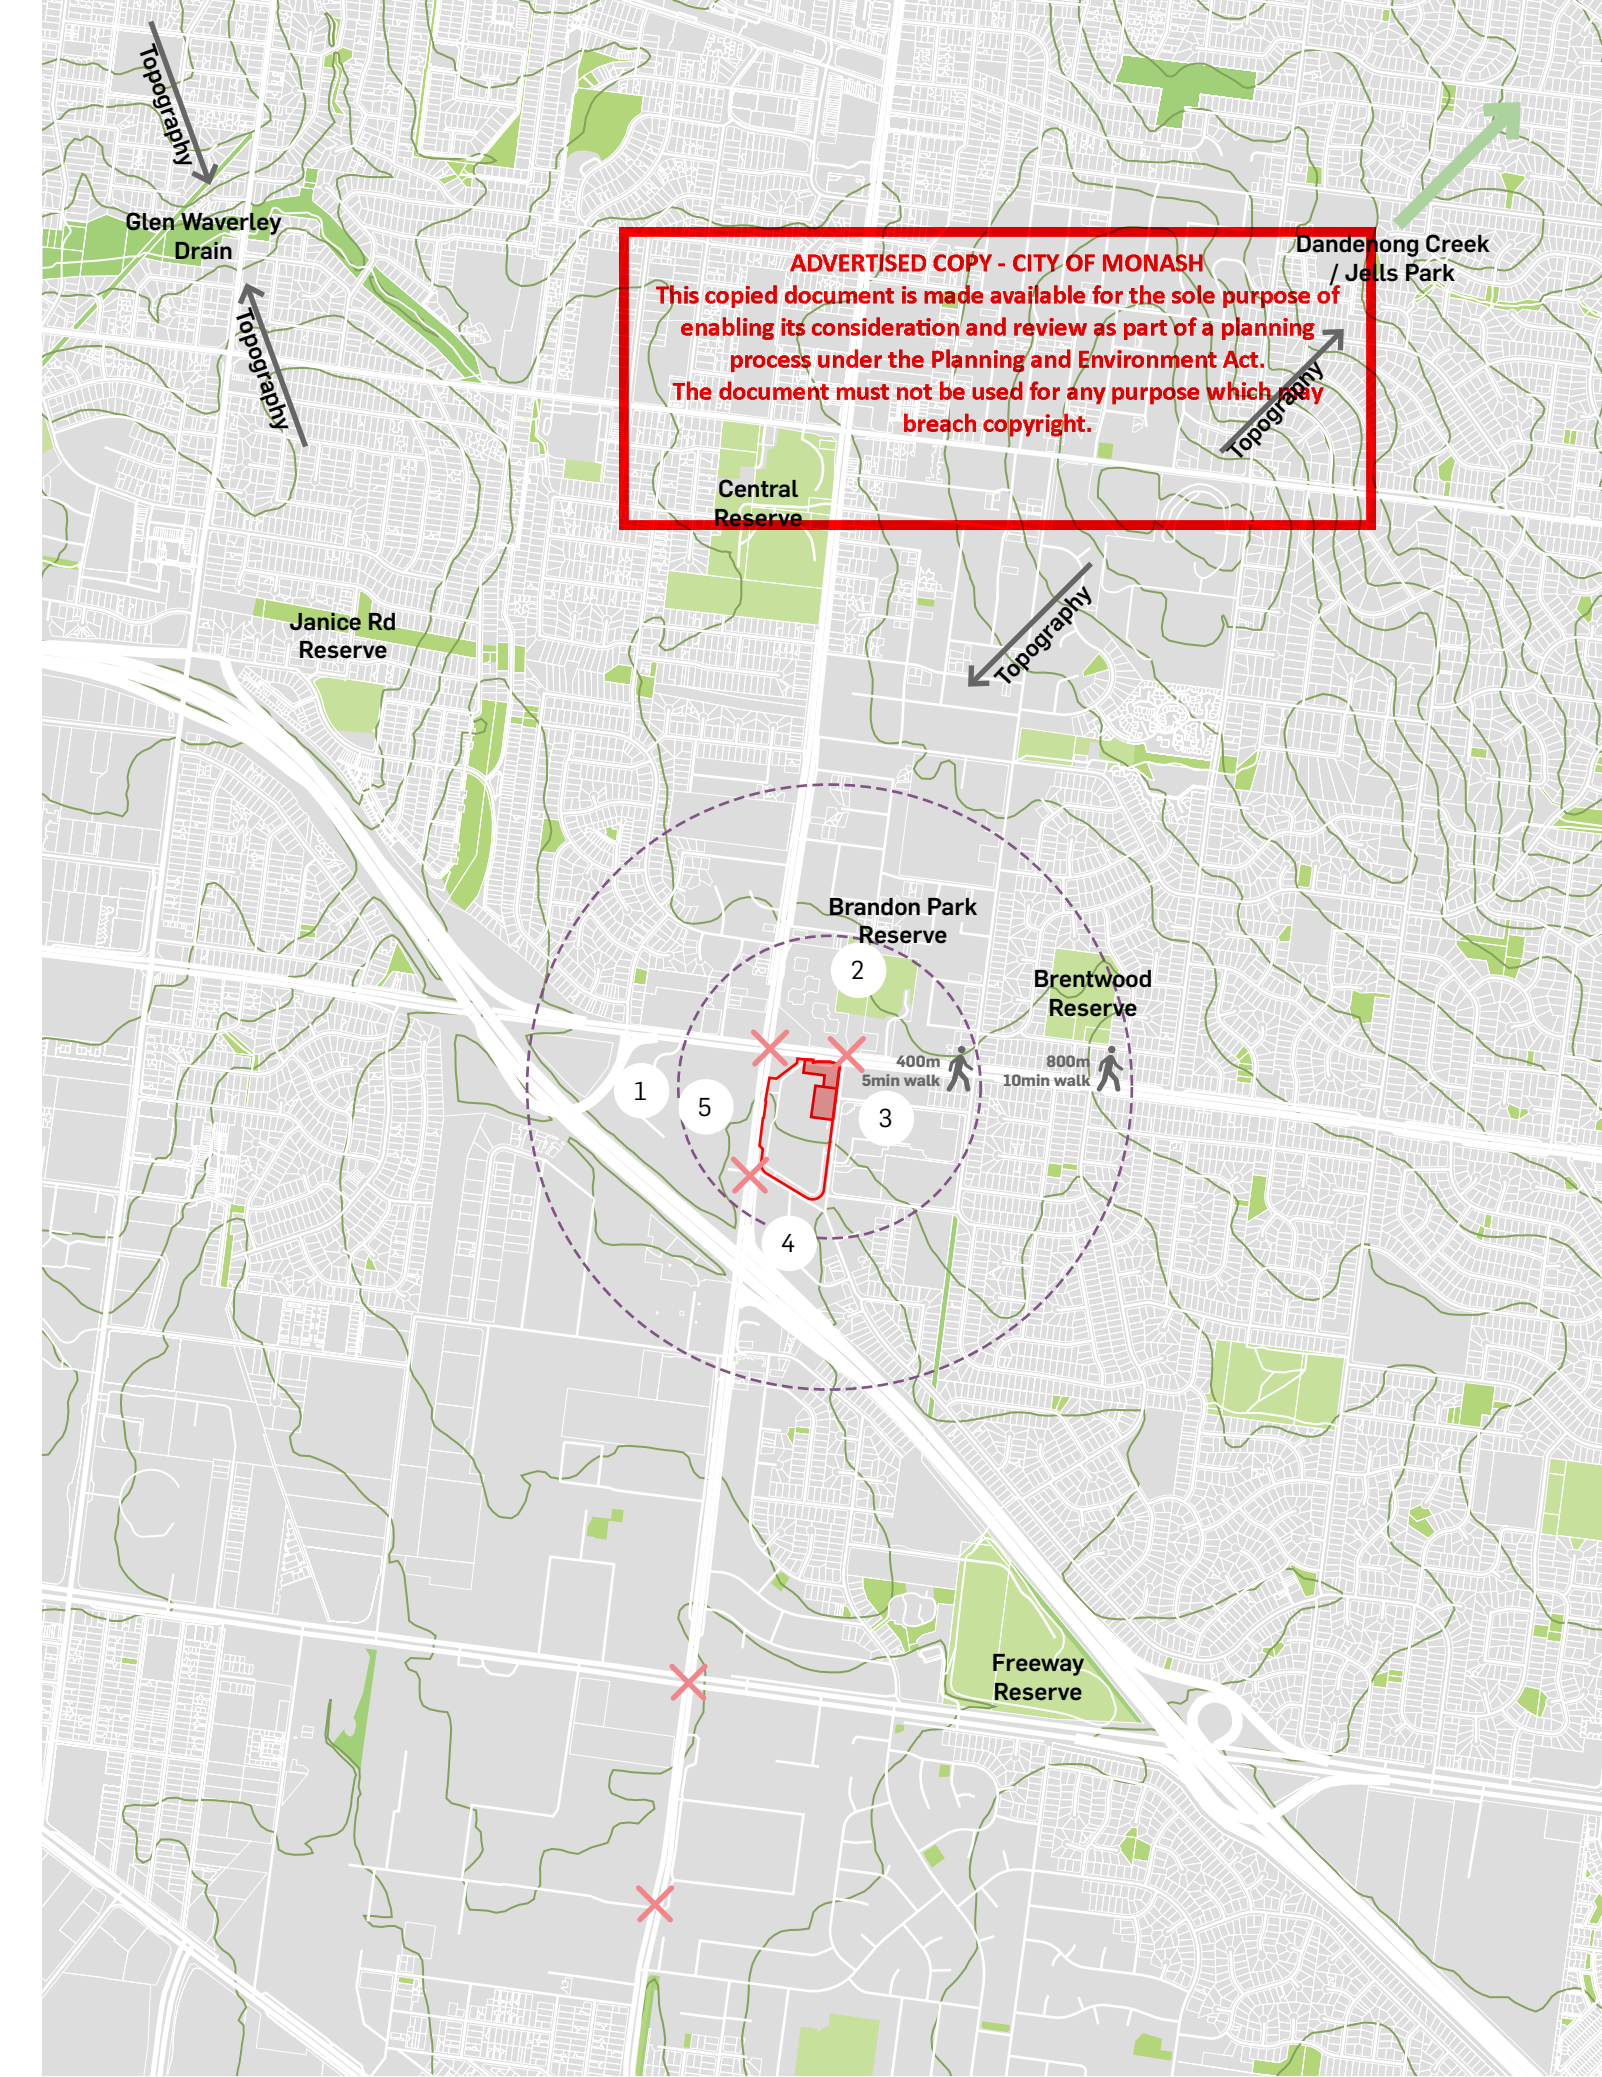 Topography
Glen Waverley
Drain
Topography
Dandenong Creek
/ Jells Park
ADVERTISED COPY - CITY OF MONASH
This copied document is made available for the sole purpose of
enabling its consideration and review as part of a planning
process under the Planning and Environment Act.
The document must not be used for any purpose which may
breach copyright.
Topography
Central
Reserve
Topography
Janice Rd
Reserve
Brandon Park
Reserve
2
Brentwood
Reserve
400m
5min walk
800m
10min walk
1
5
3
4
Freeway
Reserve